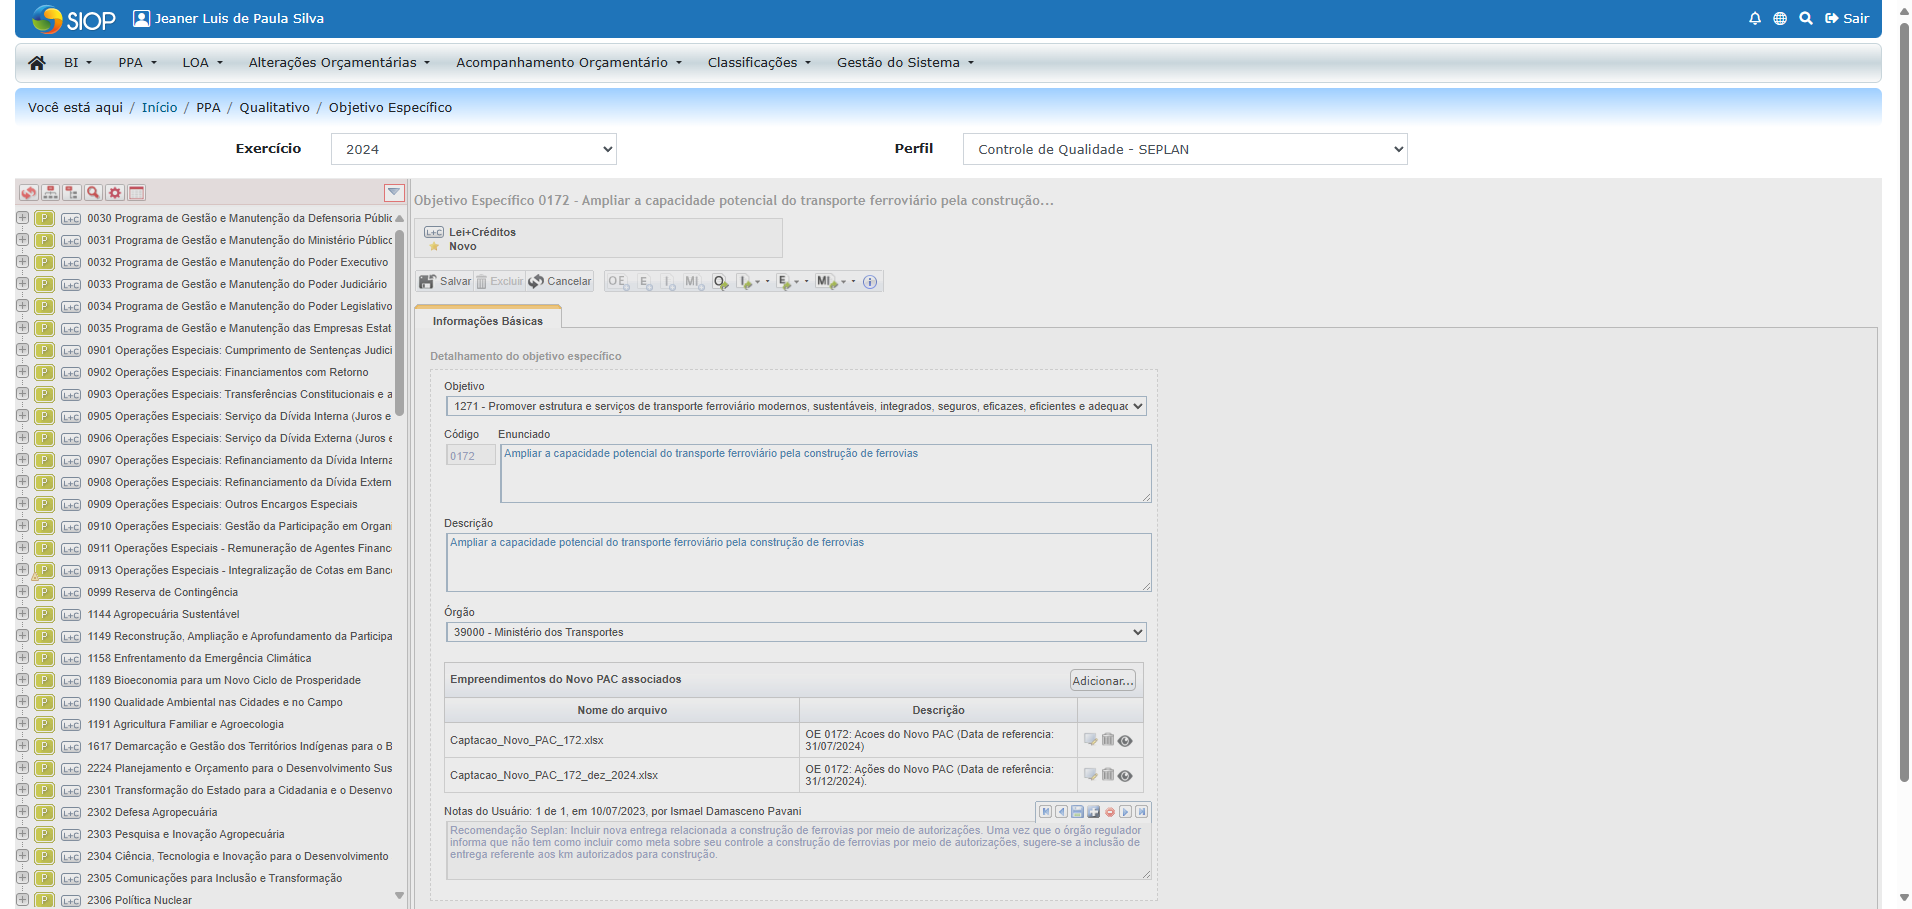 SIOP Jeaner Luis de Paula Silva Sair
BI PPA LOA Alterações Orçamentárias Acompanhamento Orçamentário Classificações Gestão do Sistema
Você está aqui / Início / PPA / Qualitativo / Objetivo Específico
Exercício 2024 Perfil Controle de Qualidade - SEPLAN
P L+C 0030 Programa de Gestão e Manutenção da Defensoria Públic
P L+C 0031 Programa de Gestão e Manutenção do Ministério Público
P L+C 0032 Programa de Gestão e Manutenção do Poder Executivo
P L+C 0033 Programa de Gestão e Manutenção do Poder Judiciário
P L+C 0034 Programa de Gestão e Manutenção do Poder Legislativo
P L+C 0035 Programa de Gestão e Manutenção das Empresas Estat
P L+C 0901 Operações Especiais: Cumprimento de Sentenças Judici
P L+C 0902 Operações Especiais: Financiamentos com Retorno
P L+C 0903 Operações Especiais: Transferências Constitucionais e a
P L+C 0905 Operações Especiais: Serviço da Dívida Interna (Juros e
P L+C 0906 Operações Especiais: Serviço da Dívida Externa (Juros e
P L+C 0907 Operações Especiais: Refinanciamento da Dívida Interna
P L+C 0908 Operações Especiais: Refinanciamento da Dívida Extern
P L+C 0909 Operações Especiais: Outros Encargos Especiais
P L+C 0910 Operações Especiais: Gestão da Participação em Organi
P L+C 0911 Operações Especiais - Remuneração de Agentes Financ
P L+C 0913 Operações Especiais - Integralização de Cotas em Banc
P L+C 0999 Reserva de Contingência
P L+C 1144 Agropecuária Sustentável
P L+C 1149 Reconstrução, Ampliação e Aprofundamento da Participa
P L+C 1158 Enfrentamento da Emergência Climática
P L+C 1189 Bioeconomia para um Novo Ciclo de Prosperidade
P L+C 1190 Qualidade Ambiental nas Cidades e no Campo
P L+C 1191 Agricultura Familiar e Agroecologia
P L+C 1617 Demarcação e Gestão dos Territórios Indígenas para o B
P L+C 2224 Planejamento e Orçamento para o Desenvolvimento Sus
P L+C 2301 Transformação do Estado para a Cidadania e o Desenvo
P L+C 2302 Defesa Agropecuária
P L+C 2303 Pesquisa e Inovação Agropecuária
P L+C 2304 Ciência, Tecnologia e Inovação para o Desenvolvimento
P L+C 2305 Comunicações para Inclusão e Transformação
P L+C 2306 Política Nuclear
Objetivo Específico 0172 - Ampliar a capacidade potencial do transporte ferroviário pela construção...
L+C Lei+Créditos
Novo
Salvar Excluir Cancelar OE E I MI O I E MI
Informações Básicas
Detalhamento do objetivo específico
Objetivo
1271 - Promover estrutura e serviços de transporte ferroviário modernos, sustentáveis, integrados, seguros, eficazes, eficientes e adequac
Código Enunciado
0172 Ampliar a capacidade potencial do transporte ferroviário pela construção de ferrovias
Descrição
Ampliar a capacidade potencial do transporte ferroviário pela construção de ferrovias
Órgão
39000 - Ministério dos Transportes
Empreendimentos do Novo PAC associados Adicionar...
Nome do arquivo Descrição
Captacao_Novo_PAC_172.xlsx OE 0172: Acoes do Novo PAC (Data de referencia:
31/07/2024)
Captacao_Novo_PAC_172_dez_2024.xlsx OE 0172: Ações do Novo PAC (Data de referência:
31/12/2024).
Notas do Usuário: 1 de 1, em 10/07/2023, por Ismael Damasceno Pavani
Recomendação Seplan: Incluir nova entrega relacionada a construção de ferrovias por meio de autorizações. Uma vez que o órgão regulador
informa que não tem como incluir como meta sobre seu controle a construção de ferrovias por meio de autorizações, sugere-se a inclusão de
entrega referente aos km autorizados para construção.